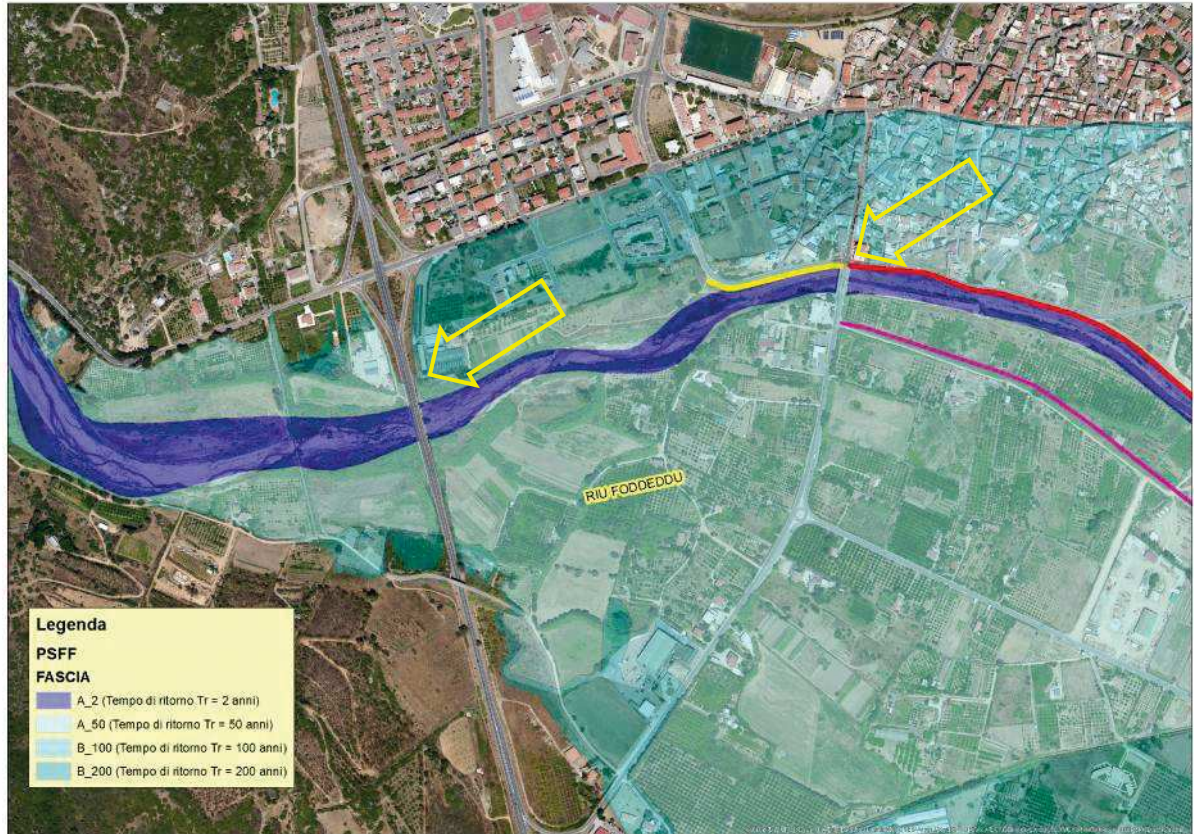 RIU FODDEDDU
Legenda
PSFF
FASCIA
A_2 (Tempo di ritorno Tr = 2 anni)
A_50 (Tempo di ritorno Tr = 50 anni)
B_100 (Tempo di ritorno Tr = 100 anni)
B_200 (Tempo di ritorno Tr = 200 anni)